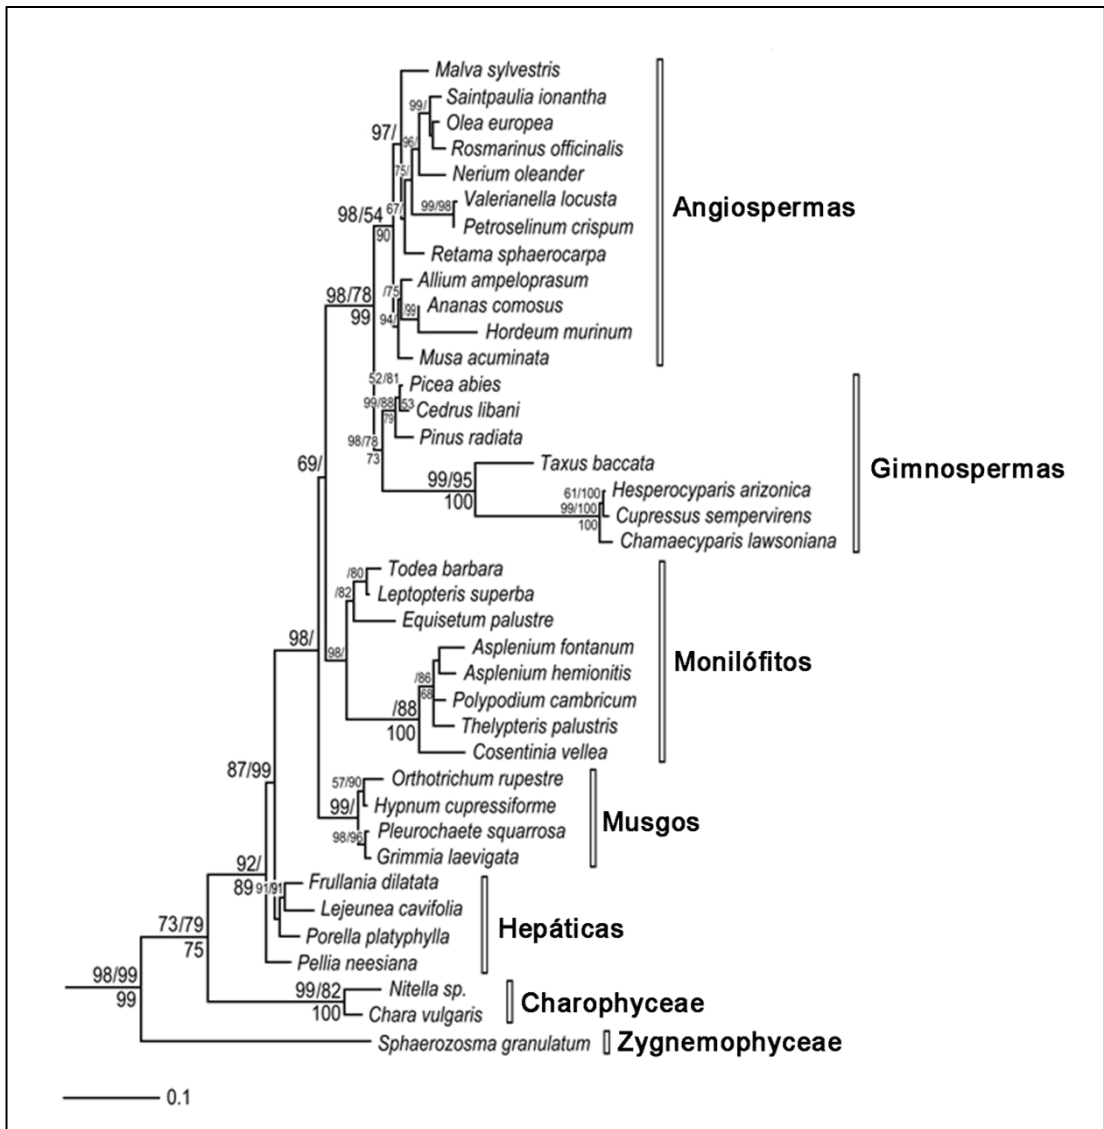 Malva sylvestris
Saintpaulia ionantha
99/
Olea europea
97/
96/
Rosmarinus officinalis
75/
Nerium oleander
99/98
Valerianella locusta
Angiospermas
98/54
67/
90
Petroselinum crispum
Retama sphaerocarpa
/75
Allium ampeloprasum
98/78
99
99
Ananas comosus
94/
Hordeum murinum
Musa acuminata
52/81
Picea abies
99/88
53
79
Cedrus libani
98/78
73
Pinus radiata
Gimnospermas
69/
99/95
100
Taxus baccata
61/100
Hesperocyparis arizonica
99/100
100
Cupressus sempervirens
Chamaecyparis lawsoniana
/80
Todea barbara
/82
Leptopteris superba
Equisetum palustre
98/
98/
Asplenium fontanum
Monilófitos
/86
68
Asplenium hemionitis
/88
100
Polypodium cambricum
Thelypteris palustris
Cosentinia vellea
87/99
57/90
Orthotrichum rupestre
99/
Hypnum cupressiforme
Musgos
98/96
Pleurochaete squarrosa
Grimmia laevigata
92/
89
91/91
Frullania dilatata
Lejeunea cavifolia
Hepáticas
73/79
75
Porella platyphylla
Pellia neesiana
98/99
99
99/82
100
Nitella sp.
Charophyceae
Chara vulgaris
Sphaerozosma granulatum
Zygnemophyceae
0.1